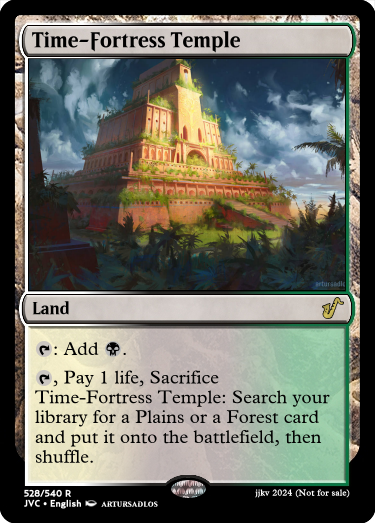 Time-Fortress Temple
artursadlos
Land
: Add .
, Pay 1 life, Sacrifice
Time-Fortress Temple: Search your
library for a Plains or a Forest card
and put it onto the battlefield, then
shuffle.
528/540 R
JVC • English ARTURSADLOS
jjkv 2024 (Not for sale)